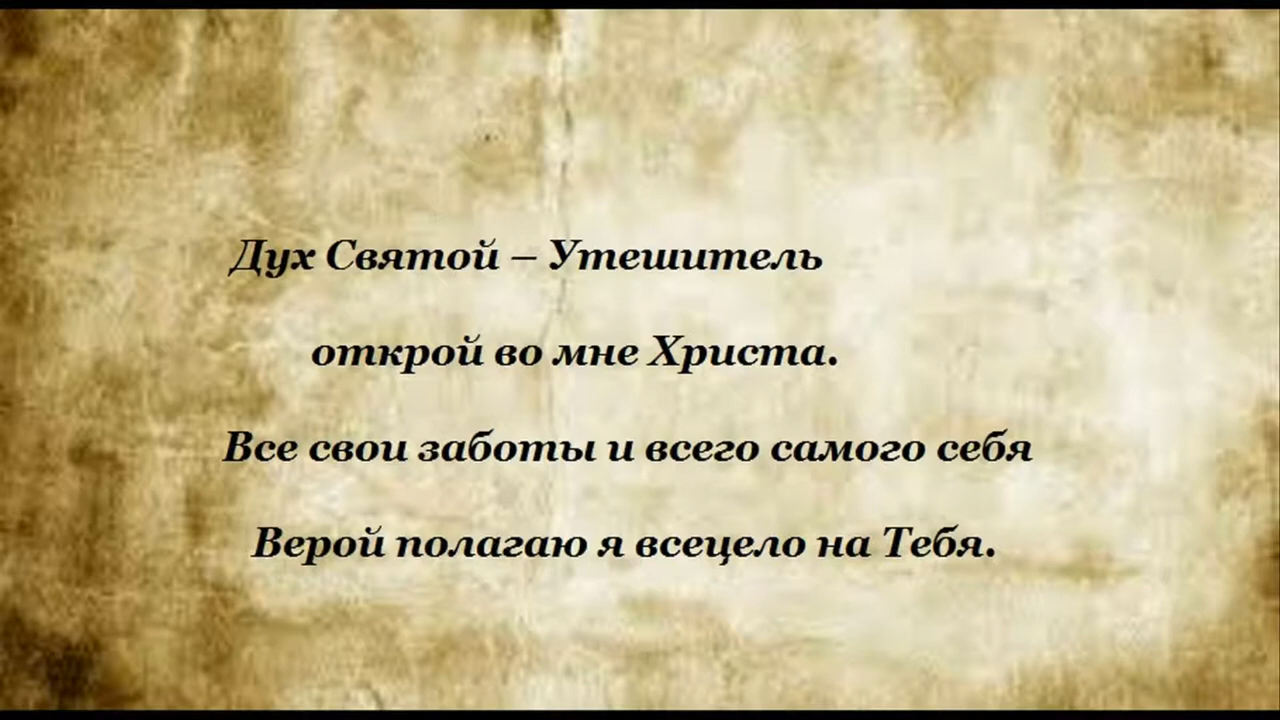 Дух Святой – Утешитель
открой во мне Христа.
Все свои заботы и всего самого себя
Верой полагаю я всецело на Тебя.